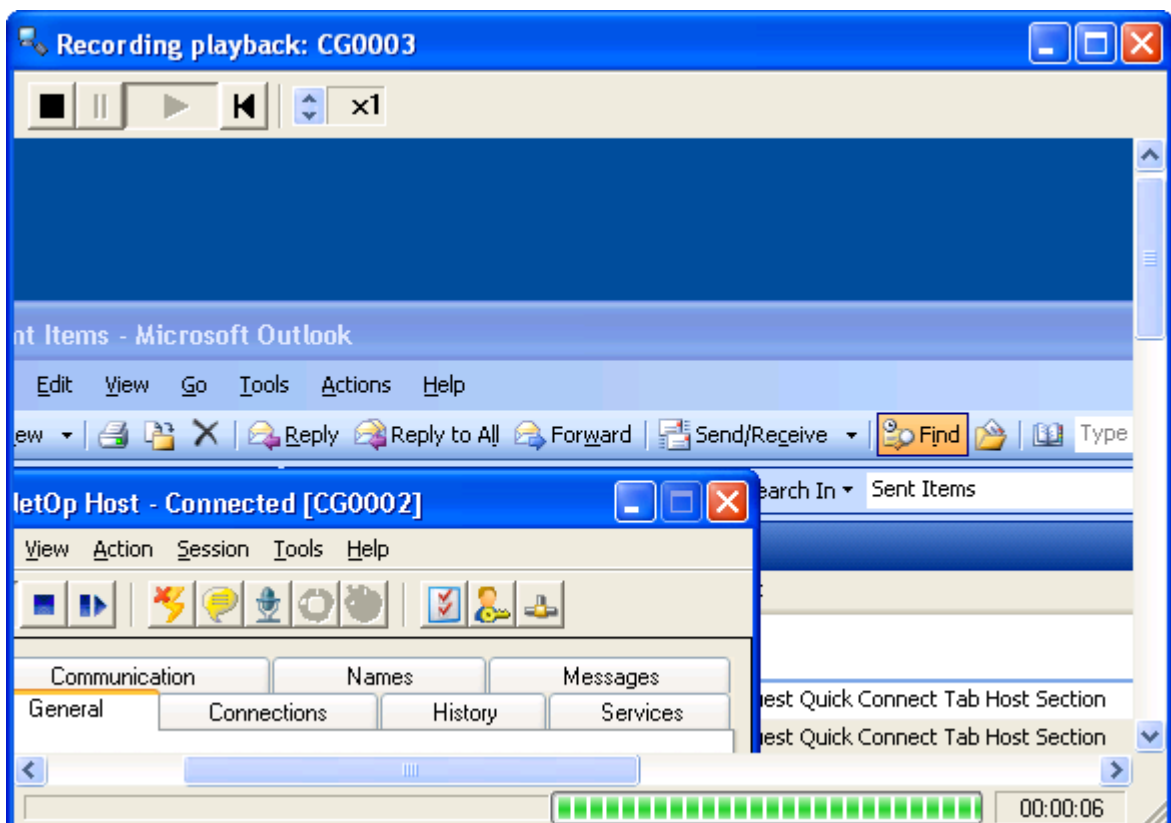 Recording playback: CG0003
x1
nt Items - Microsoft Outlook
Edit View Go Tools Actions Help
ew Reply Reply to All Forward Send/Receive Find Type
earch In Sent Items
letOp Host - Connected [CG0002]
View Action Session Tools Help
Communication Names Messages
General Connections History Services
uest Quick Connect Tab Host Section
uest Quick Connect Tab Host Section
00:00:06